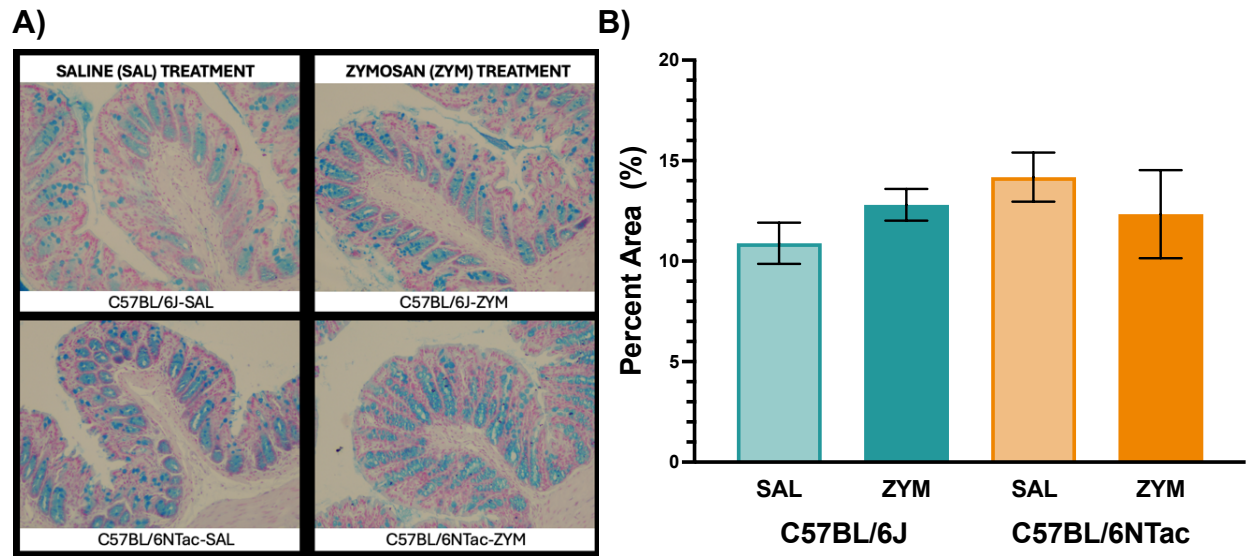 A)
SALINE (SAL) TREATMENT
ZYMOSAN (ZYM) TREATMENT
C57BL/6J-SAL
C57BL/6J-ZYM
C57BL/6NTac-SAL
C57BL/6NTac-ZYM
B)
Percent Area (%)
20
15
10
5
0
SAL ZYM SAL ZYM
C57BL/6J C57BL/6NTac